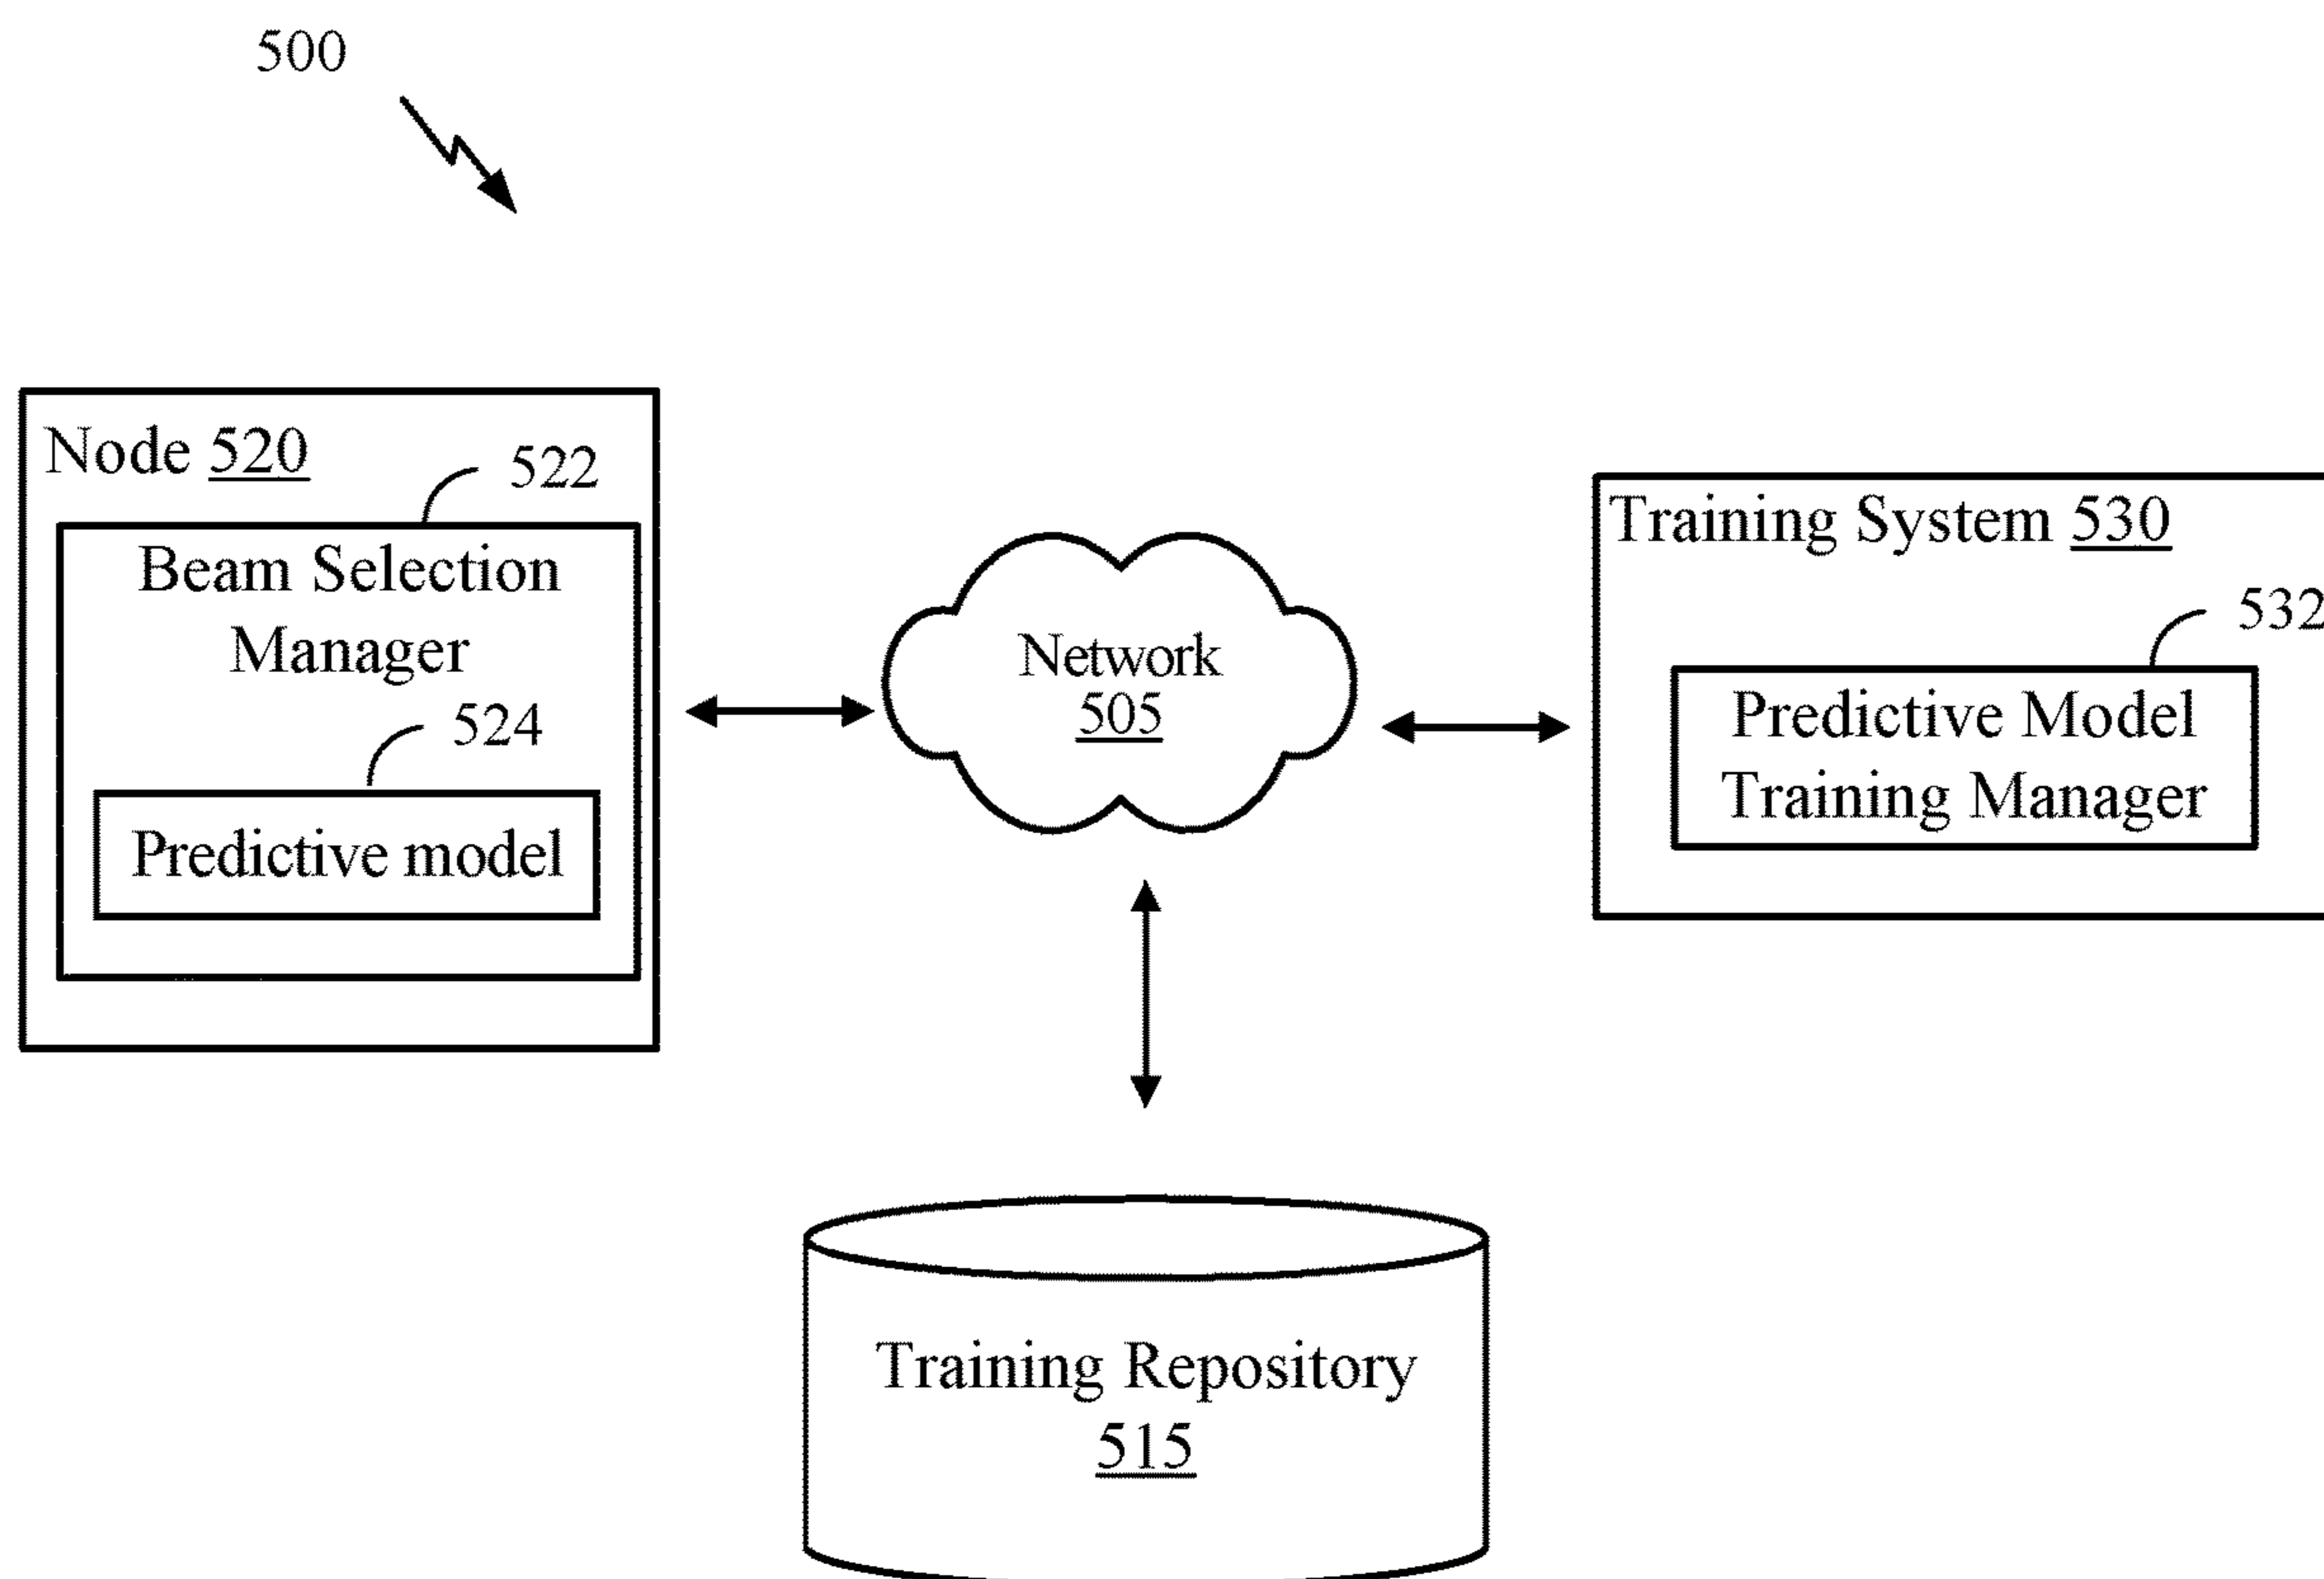 500
Node 520
522
Beam Selection
Manager
524
Predictive model
Network
505
Training System 530
532
Predictive Model
Training Manager
Training Repository
515